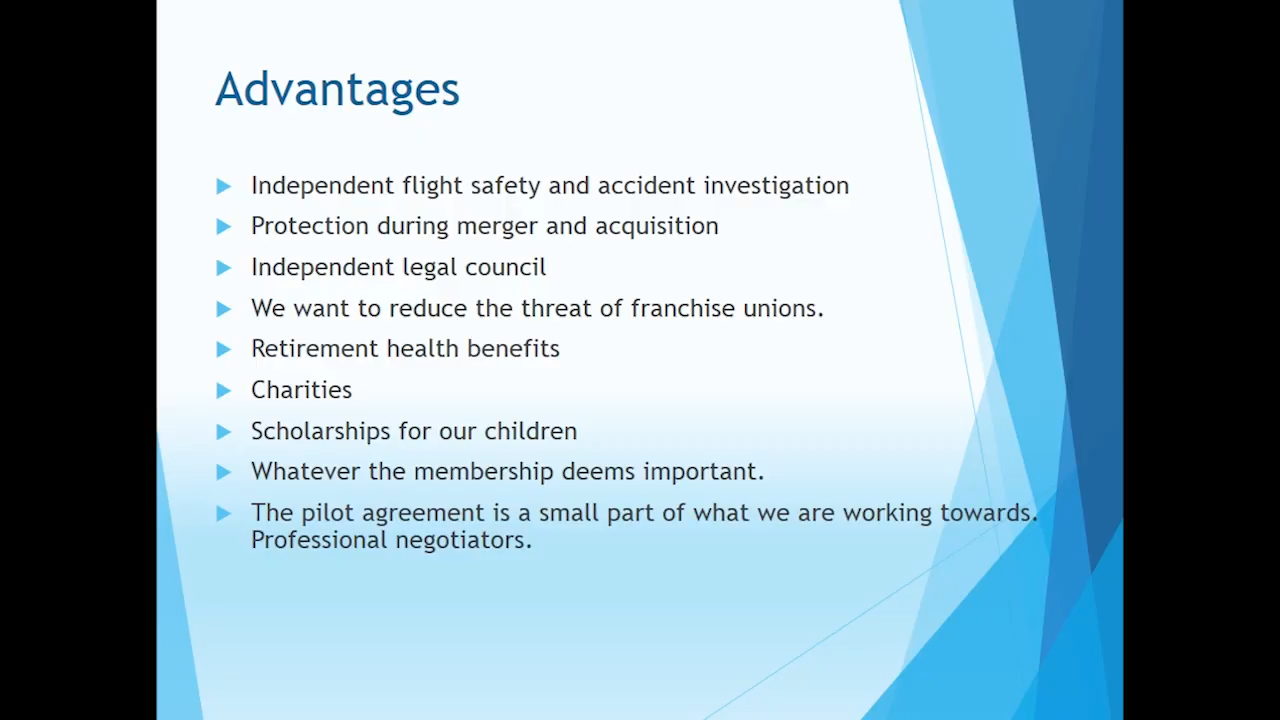 Advantages
Independent flight safety and accident investigation
Protection during merger and acquisition
Independent legal council
We want to reduce the threat of franchise unions.
Retirement health benefits
Charities
Scholarships for our children
Whatever the membership deems important.
The pilot agreement is a small part of what we are working towards.
Professional negotiators.